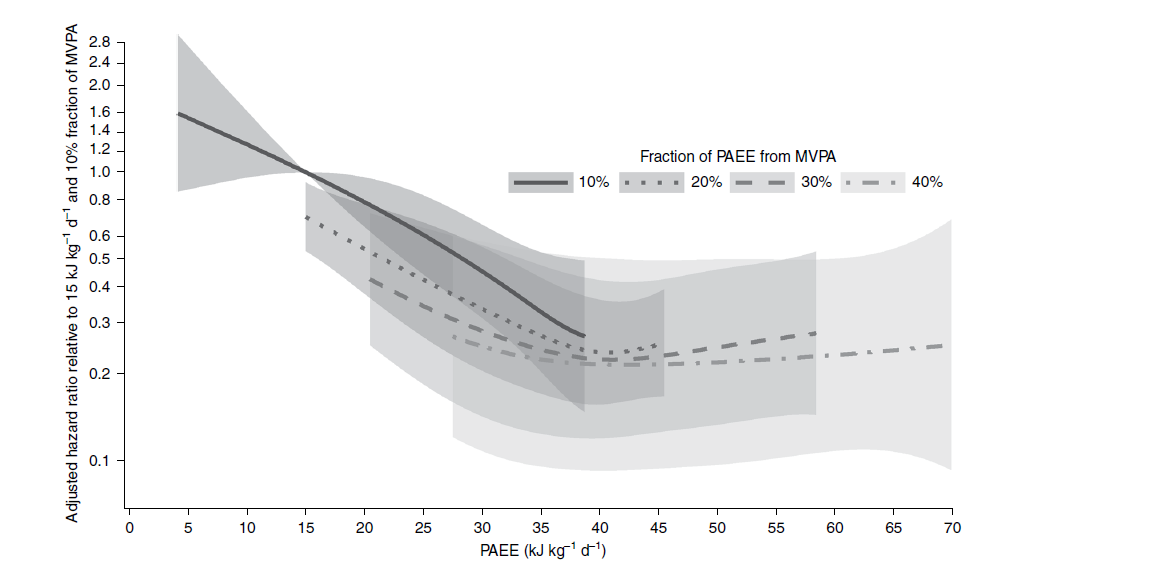 Adjusted hazard ratio relative to 15 kJ kg⁻¹ d⁻¹ and 10% fraction of MVPA
2.8
2.4
2.0
1.6
1.4
1.2
1.0
0.8
0.6
0.5
0.4
0.3
0.2
0.1
Fraction of PAEE from MVPA
10% 20% 30% 40%
0 5 10 15 20 25 30 35 40 45 50 55 60 65 70
PAEE (kJ kg⁻¹ d⁻¹)